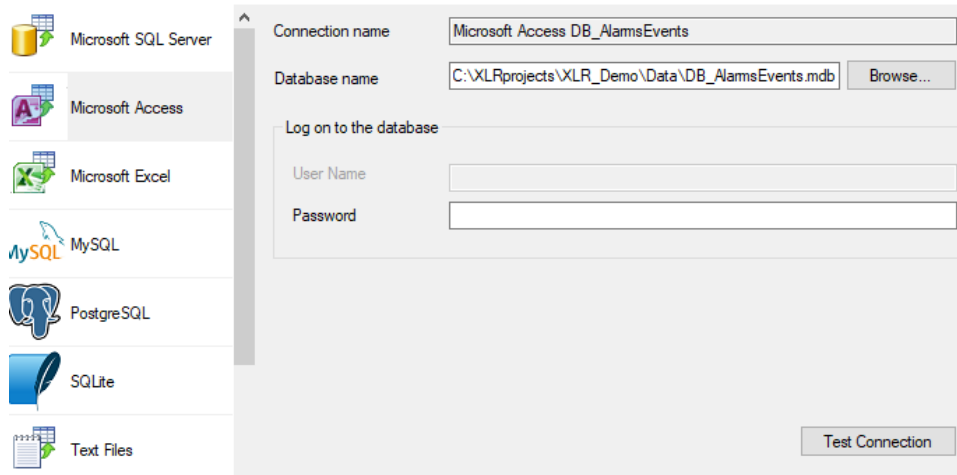 Microsoft SQL Server
Microsoft Access
Microsoft Excel
MySQL MySQL
PostgreSQL
SQLite
Text Files
Connection name Microsoft Access DB_AlarmsEvents
Database name C:\XLRprojects\XLR_Demo\Data\DB_AlarmsEvents.mdb Browse...
Log on to the database
User Name
Password
Test Connection